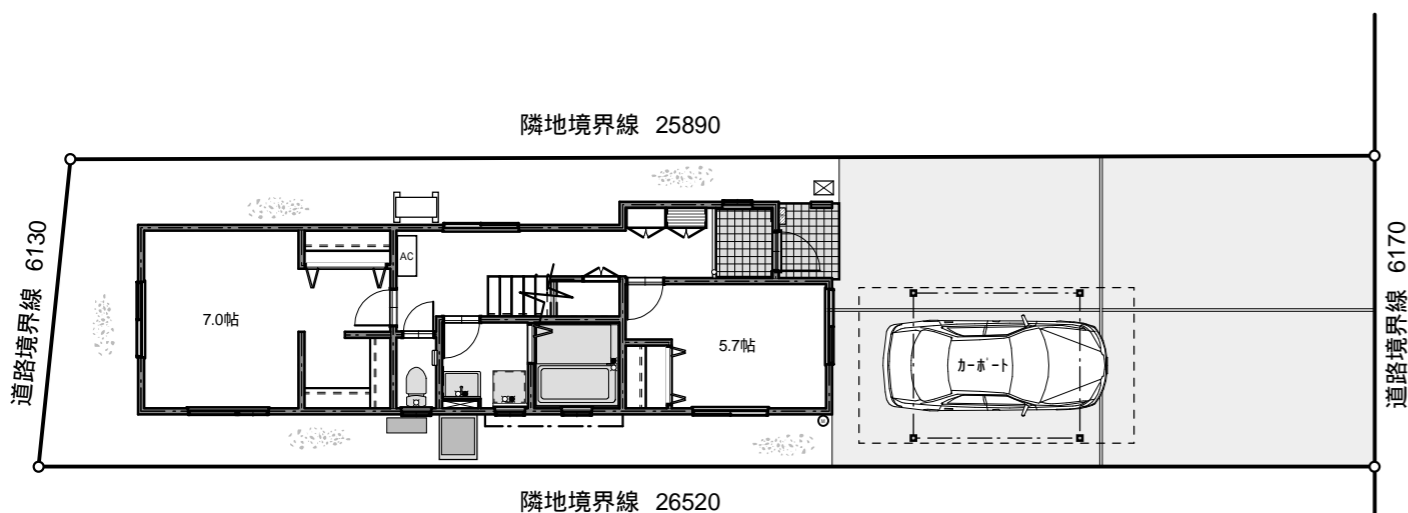 隣地境界線 25890
道路境界線 6130
道路境界線 6170
AC
7.0帖
5.7帖
カーポート
隣地境界線 26520